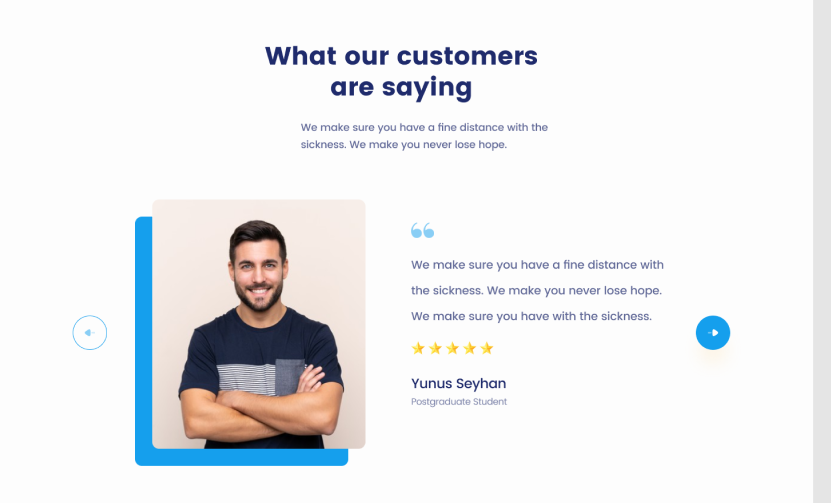 What our customers
are saying
We make sure you have a fine distance with the
sickness. We make you never lose hope.
“
We make sure you have a fine distance with
the sickness. We make you never lose hope.
We make sure you have with the sickness.
Yunus Seyhan
Postgraduate Student